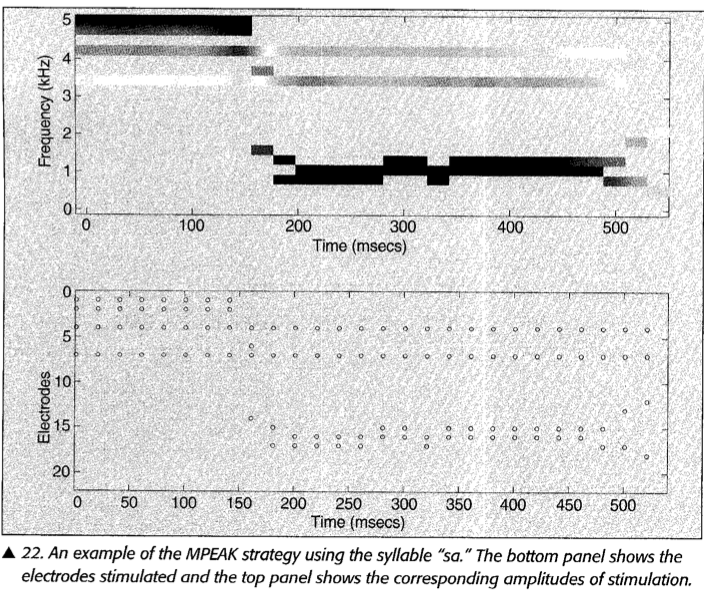 5
4
3
2
1
0
Frequency (kHz)
0 100 200 300 400 500
Time (msecs)
0
5
10
15
20
Electrodes
0 50 100 150 200 250 300 350 400 450 500
Time (msecs)
▲ 22. An example of the MPEAK strategy using the syllable "sa." The bottom panel shows the
electrodes stimulated and the top panel shows the corresponding amplitudes of stimulation.